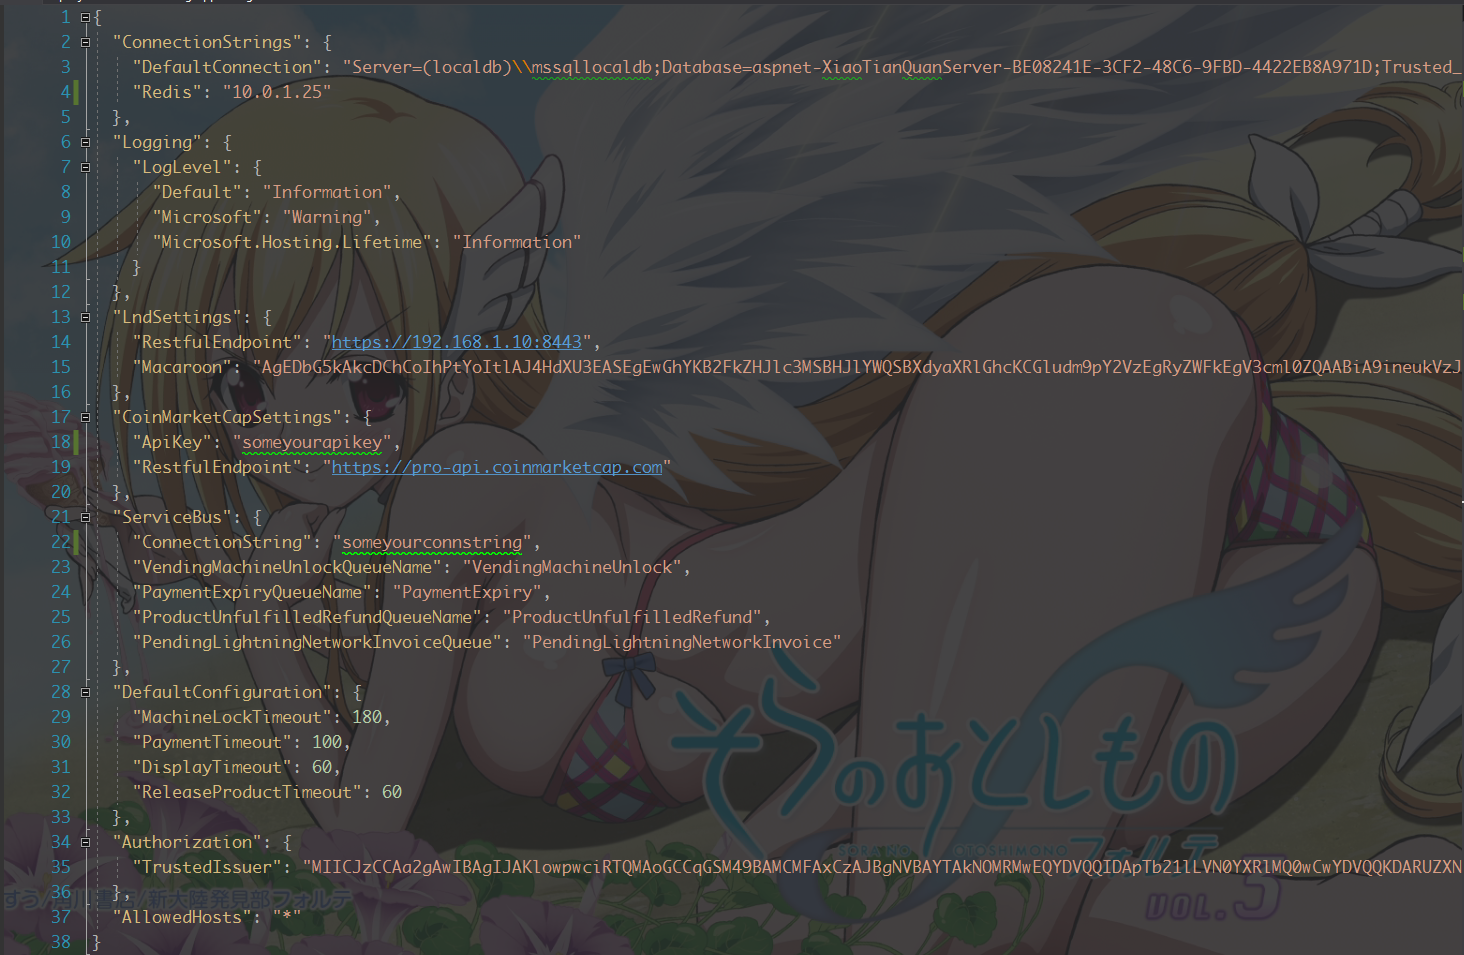 1 {
2 "ConnectionStrings": {
3 "DefaultConnection": "Server=(localdb)\\mssqllocaldb;Database=aspnet-XiaoTianQuanServer-BE08241E-3CF2-48C6-9FBD-4422EB8A971D;Trusted_
4 "Redis": "10.0.1.25"
5 },
6 "Logging": {
7 "LogLevel": {
8 "Default": "Information",
9 "Microsoft": "Warning",
10 "Microsoft.Hosting.Lifetime": "Information"
11 }
12 },
13 "LndSettings": {
14 "RestfulEndpoint": "https://192.168.1.10:8443",
15 "Macaroon": "AgEDbG5kAkcDChCoIhPtYoItlAJ4HdXU3EASEgEwGhYKB2FkZHJlc3MSBHJlYWQSBXdyaXRlGhcKCGludm9pY2VzEgRyZWFkEgV3cml0ZQAABiA9ineukVzJ
16 },
17 "CoinMarketCapSettings": {
18 "ApiKey": "someyourapikey",
19 "RestfulEndpoint": "https://pro-api.coinmarketcap.com"
20 },
21 "ServiceBus": {
22 "ConnectionString": "someyourconnstring",
23 "VendingMachineUnlockQueueName": "VendingMachineUnlock",
24 "PaymentExpiryQueueName": "PaymentExpiry",
25 "ProductUnfulfilledRefundQueueName": "ProductUnfulfilledRefund",
26 "PendingLightningNetworkInvoiceQueue": "PendingLightningNetworkInvoice"
27 },
28 "DefaultConfiguration": {
29 "MachineLockTimeout": 180,
30 "PaymentTimeout": 100,
31 "DisplayTimeout": 60,
32 "ReleaseProductTimeout": 60
33 },
34 "Authorization": {
35 "TrustedIssuer": "MIICJzCCAa2gAwIBAgIJAKlowpwciRTQMAoGCCqGSM49BAMCMFAxCzAJBgNVBAYTAkNOMRMwEQYDVQQIDApTb21lLVN0YXRlMQ0wCwYDVQQKDARUZXN
36 },
37 "AllowedHosts": "*"
38 }
そらのおとしもの
SORA NO OTOSHIMONO
フォルテ
VOL.5
/新大陸発見部フォルテ